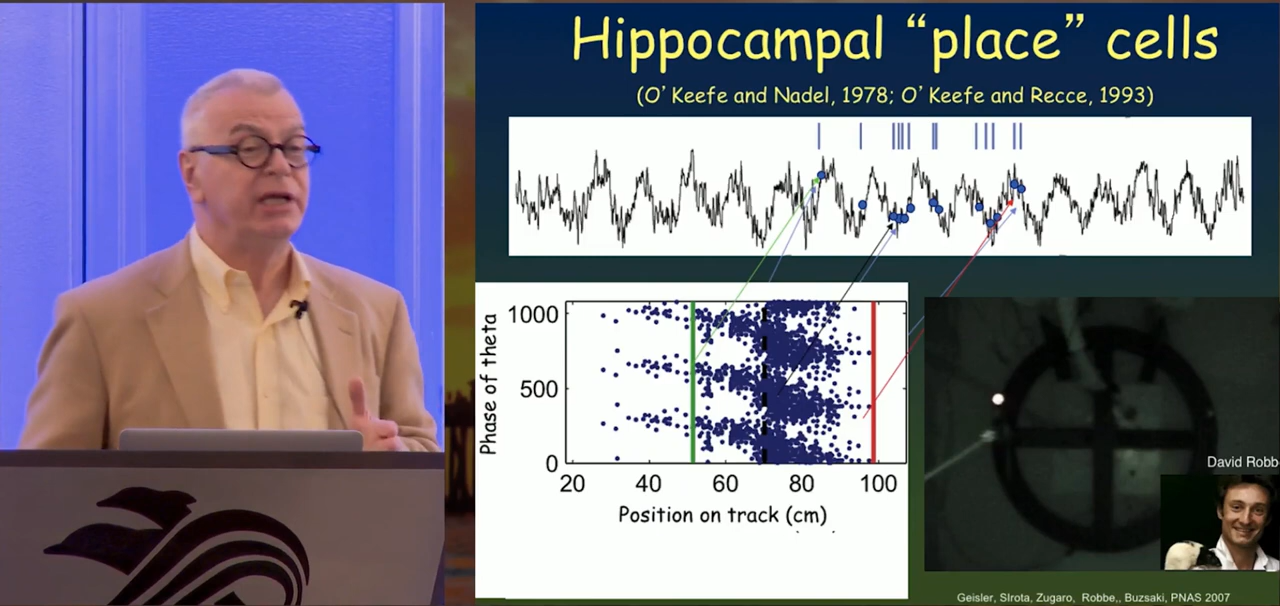 Hippocampal “place” cells
(O’ Keefe and Nadel, 1978; O’ Keefe and Recce, 1993)
1000
500
0
Phase of theta
20 40 60 80 100
Position on track (cm)
David Robb
Geisler, SIrota, Zugaro, Robbe,, Buzsaki, PNAS 2007